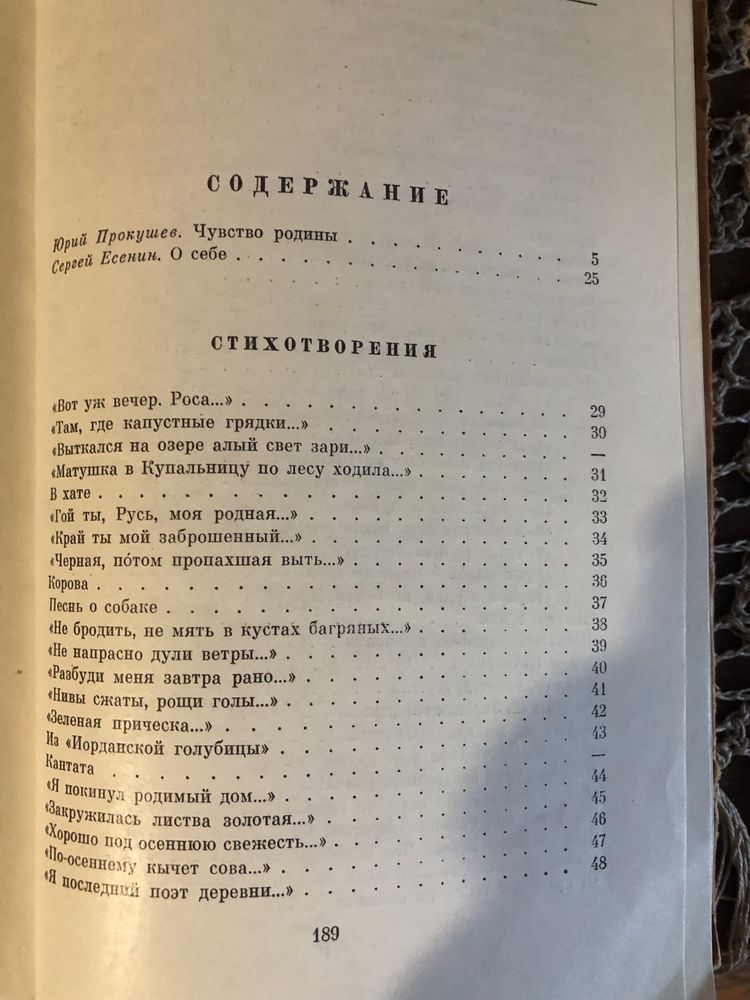 СОДЕРЖАНИЕ
Юрий Прокушев. Чувство родины . . . . . . . . . . 5
Сергей Есенин. О себе . . . . . . . . . . . . . . 25
СТИХОТВОРЕНИЯ
«Вот уж вечер. Роса...» . . . . . . . . . . . . . 29
«Там, где капустные грядки...» . . . . . . . . . . 30
«Выткался на озере алый свет зари...» . . . . . . . —
«Матушка в Купальницу по лесу ходила...» . . . . . . 31
В хате . . . . . . . . . . . . . . . . . . 32
«Гой ты, Русь, моя родная...» . . . . . . . . . . 33
«Край ты мой заброшенный...» . . . . . . . . . . 34
«Черная, по́том пропахшая выть...» . . . . . . . . 35
Корова . . . . . . . . . . . . . . . . . . 36
Песнь о собаке . . . . . . . . . . . . . . . 37
«Не бродить, не мять в кустах багряных...» . . . . . . 38
«Не напрасно дули ветры...» . . . . . . . . . . . 39
«Разбуди меня завтра рано...» . . . . . . . . . . 40
«Нивы сжаты, рощи голы...» . . . . . . . . . . . 41
«Зеленая прическа...» . . . . . . . . . . . . . 42
Из «Иорданской голубицы» . . . . . . . . . . . 43
Кантата . . . . . . . . . . . . . . . . . —
«Я покинул родимый дом...» . . . . . . . . . . . 44
«Закружилась листва золотая...» . . . . . . . . . . 45
«Хорошо под осеннюю свежесть...» . . . . . . . . . 46
«По-осеннему кычет сова...» . . . . . . . . . . . 47
«Я последний поэт деревни...» . . . . . . . . . . 48
189